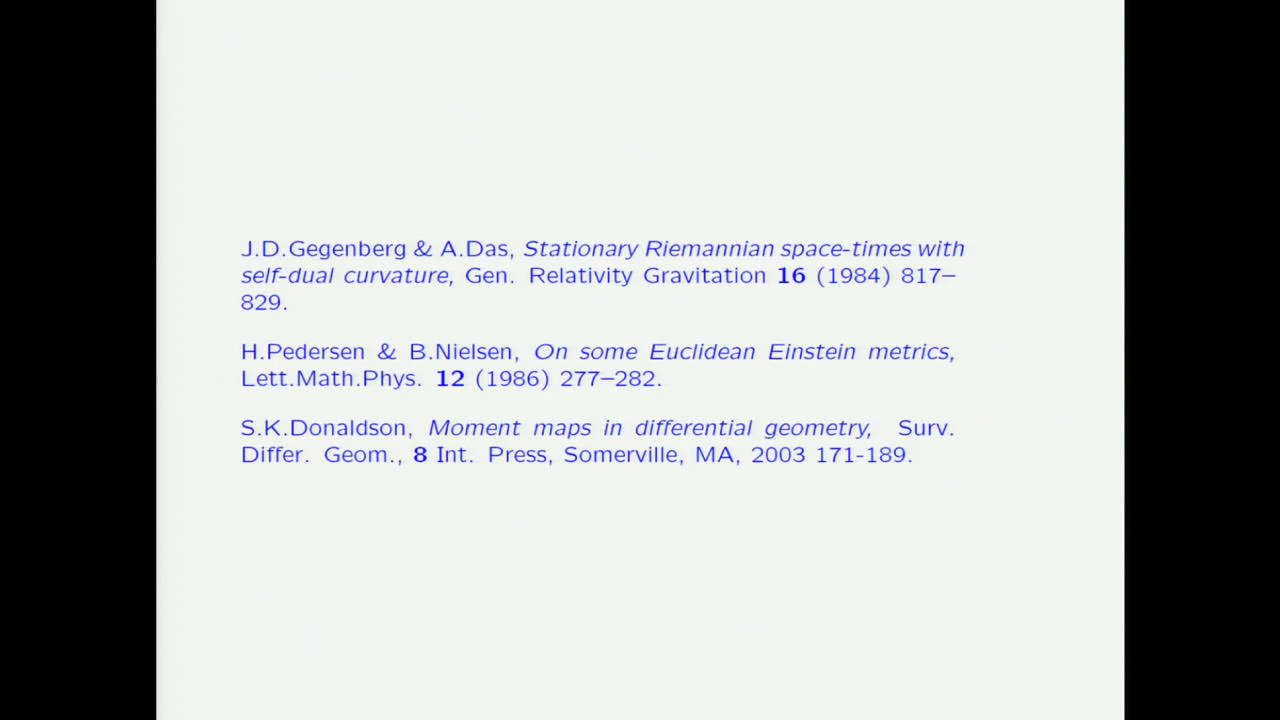 J.D.Gegenberg & A.Das, Stationary Riemannian space-times with
self-dual curvature, Gen. Relativity Gravitation 16 (1984) 817–
829.
H.Pedersen & B.Nielsen, On some Euclidean Einstein metrics,
Lett.Math.Phys. 12 (1986) 277–282.
S.K.Donaldson, Moment maps in differential geometry, Surv.
Differ. Geom., 8 Int. Press, Somerville, MA, 2003 171-189.